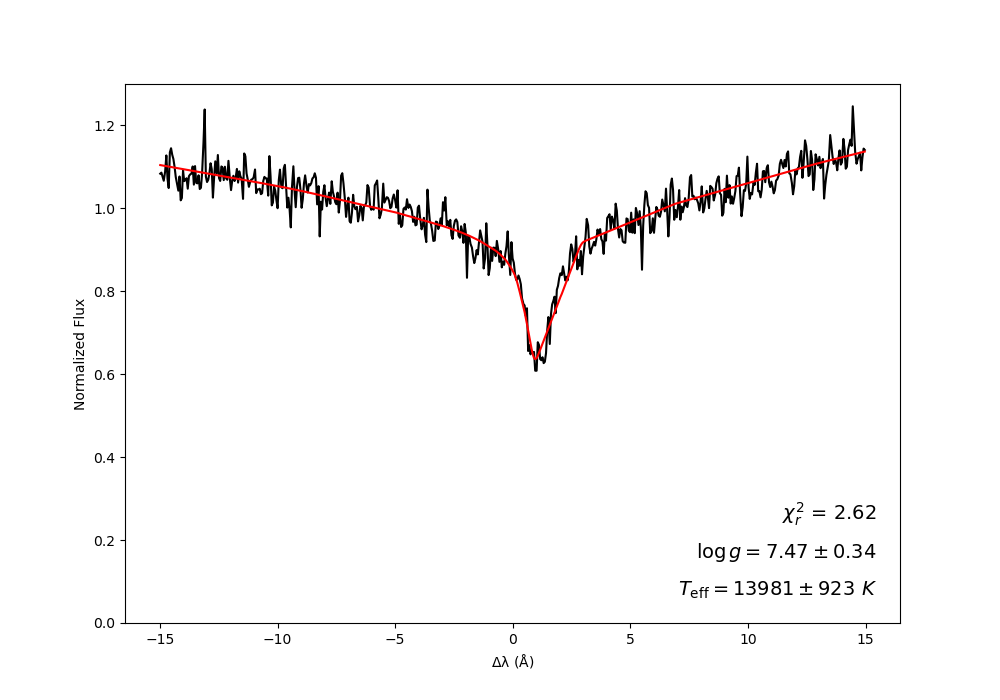 1.2
1.0
0.8
0.6
0.4
0.2
0.0
Normalized Flux
χ²ᵣ = 2.62
log g = 7.47 ± 0.34
T_eff = 13981 ± 923 K
−15 −10 −5 0 5 10 15
Δλ (Å)